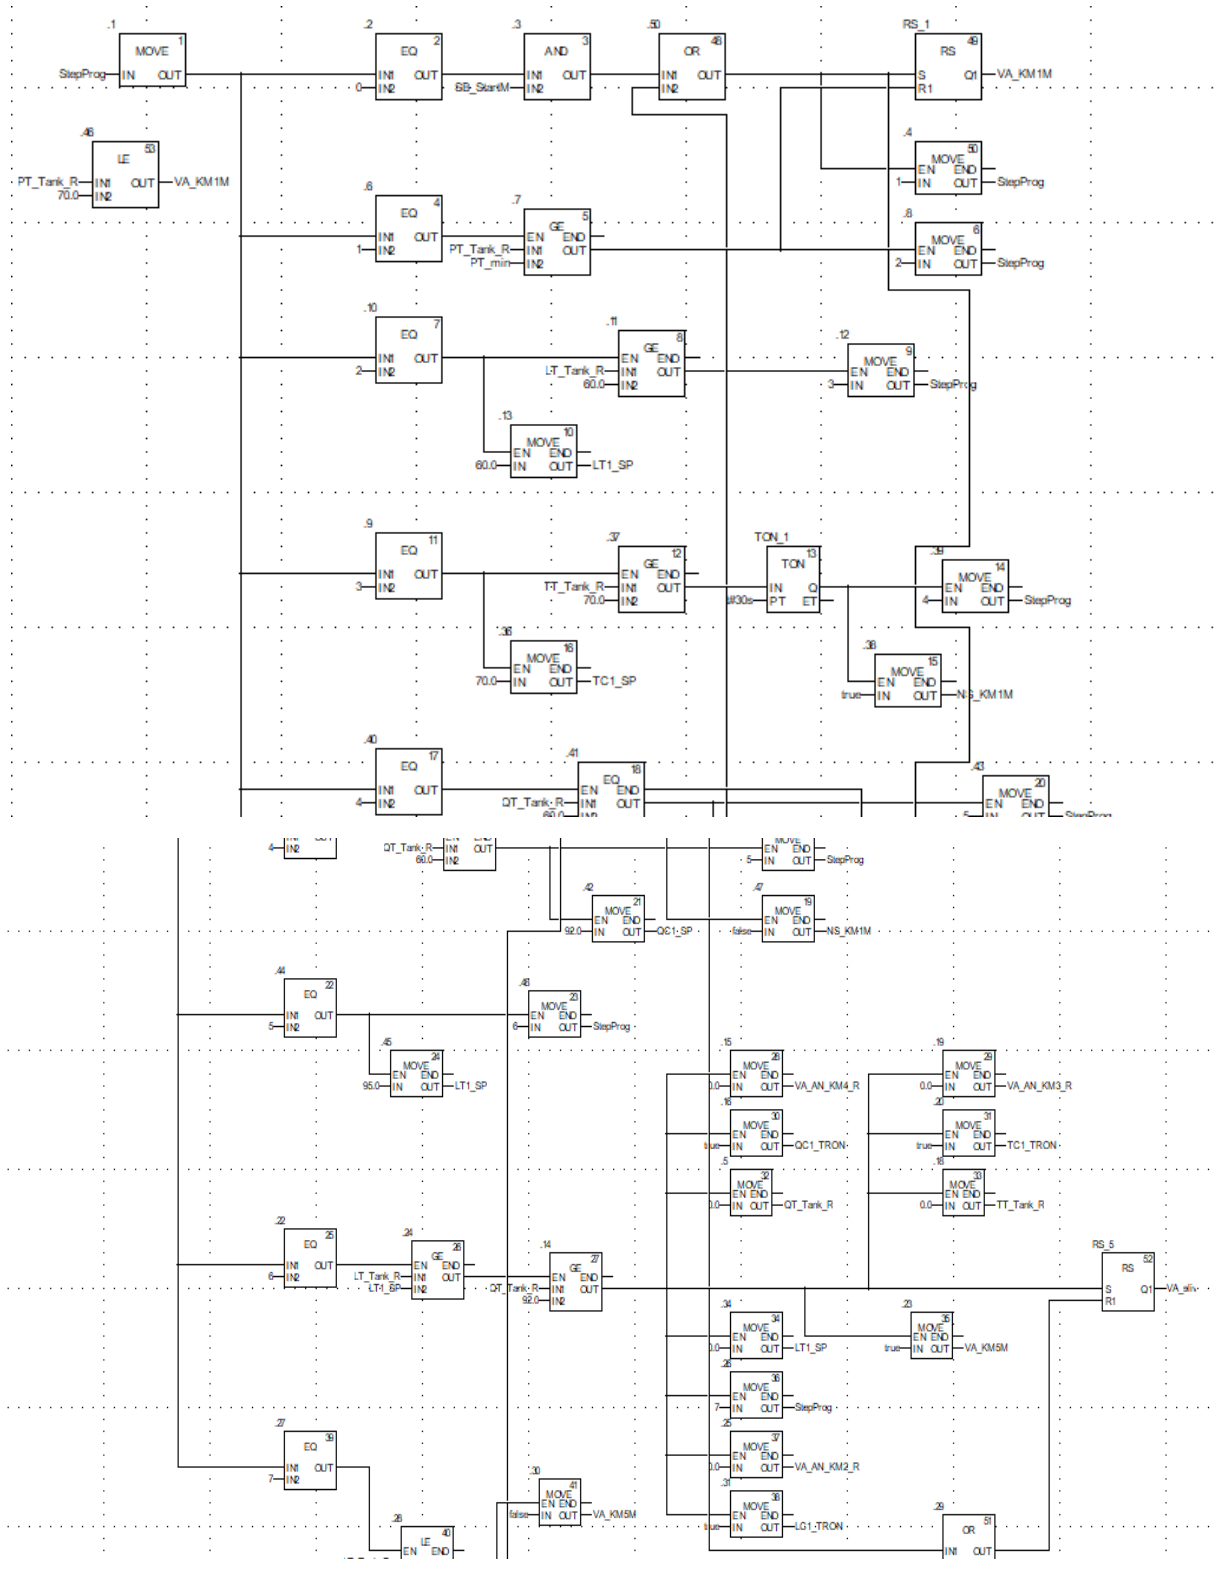 .1
MOVE 1
StepProg IN OUT
.2
EQ 2
IN1 OUT
0 IN2
.3
AND 3
IN1 OUT
SB_StartM IN2
.50
OR 48
IN1 OUT
IN2
RS_1
RS 49
S Q1 VA_KM1M
R1
.46
LE 53
PT_Tank_R IN1 OUT VA_KM1M
70.0 IN2
.4
MOVE 50
EN END
1 IN OUT StepProg
.6
EQ 4
IN1 OUT
1 IN2
.7
GE 5
EN END
PT_Tank_R IN1 OUT
PT_min IN2
.8
MOVE 6
EN END
2 IN OUT StepProg
.10
EQ 7
IN1 OUT
2 IN2
.11
GE 8
EN END
LT_Tank_R IN1 OUT
60.0 IN2
.12
MOVE 9
EN END
3 IN OUT StepProg
.13
MOVE 10
EN END
60.0 IN OUT LT1_SP
.9
EQ 11
IN1 OUT
3 IN2
.37
GE 12
EN END
TT_Tank_R IN1 OUT
70.0 IN2
TON_1
TON 13
IN Q
t#30s PT ET
.39
MOVE 14
EN END
4 IN OUT StepProg
.36
MOVE 16
EN END
70.0 IN OUT TC1_SP
.38
MOVE 15
EN END
true IN OUT NS_KM1M
.40
EQ 17
IN1 OUT
4 IN2
.41
EQ 18
EN END
QT_Tank_R IN1 OUT
60.0 IN2
.43
MOVE 20
EN END
5 IN OUT StepProg
4 IN2
QT_Tank_R IN1 OUT
60.0 IN2
MOVE
EN END
5 IN OUT StepProg
.42
MOVE 21
EN END
92.0 IN OUT QC1_SP
.47
MOVE 19
EN END
false IN OUT NS_KM1M
.44
EQ 22
IN1 OUT
5 IN2
.48
MOVE 23
EN END
6 IN OUT StepProg
.45
MOVE 24
EN END
95.0 IN OUT LT1_SP
.15
MOVE 28
EN END
0.0 IN OUT VA_AN_KM4_R
.19
MOVE 29
EN END
0.0 IN OUT VA_AN_KM3_R
.16
MOVE 30
EN END
true IN OUT QC1_TRON
.20
MOVE 31
EN END
true IN OUT TC1_TRON
.5
MOVE 32
EN END
0.0 IN OUT QT_Tank_R
.18
MOVE 33
EN END
0.0 IN OUT TT_Tank_R
.22
EQ 25
IN1 OUT
6 IN2
.24
GE 26
EN END
LT_Tank_R IN1 OUT
LT1_SP IN2
.14
GE 27
EN END
QT_Tank_R IN1 OUT
92.0 IN2
RS_5
RS 52
S Q1
R1
.34
MOVE 34
EN END
0.0 IN OUT LT1_SP
.23
MOVE 35
EN END
true IN OUT VA_KM5M
.26
MOVE 36
EN END
7 IN OUT StepProg
.25
MOVE 37
EN END
0.0 IN OUT VA_AN_KM2_R
.27
EQ 39
IN1 OUT
7 IN2
.30
MOVE 41
EN END
false IN OUT VA_KM5M
.31
MOVE 38
EN END
true IN OUT LC1_TRON
.28
LE 40
EN END
.29
OR 51
IN1 OUT